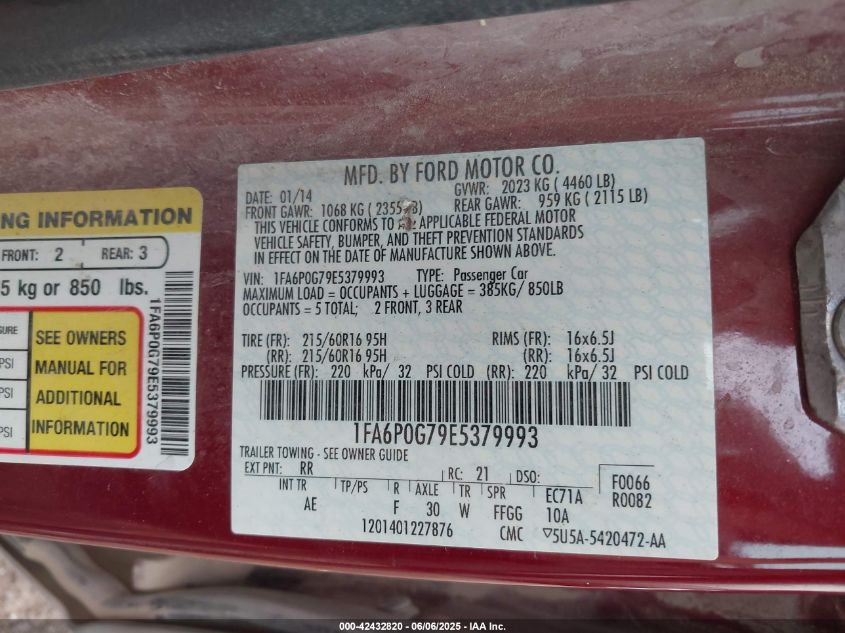 NG INFORMATION
FRONT: 2 REAR: 3
5 kg or 850 lbs.
SURE
PSI
PSI
PSI
SEE OWNERS
MANUAL FOR
ADDITIONAL
INFORMATION
1FA6P0G79E5379993
MFD. BY FORD MOTOR CO.
DATE: 01/14 GVWR: 2023 KG ( 4460 LB)
FRONT GAWR: 1068 KG ( 2355 B) REAR GAWR: 959 KG ( 2115 LB)
THIS VEHICLE CONFORMS TO APPLICABLE FEDERAL MOTOR
VEHICLE SAFETY, BUMPER, AND THEFT PREVENTION STANDARDS
IN EFFECT ON THE DATE OF MANUFACTURE SHOWN ABOVE.
VIN: 1FA6P0G79E5379993 TYPE: Passenger Car
MAXIMUM LOAD = OCCUPANTS + LUGGAGE = 385KG/ 850LB
OCCUPANTS = 5 TOTAL; 2 FRONT, 3 REAR
TIRE (FR): 215/60R16 95H RIMS (FR): 16x6.5J
(RR): 215/60R16 95H (RR): 16x6.5J
PRESSURE (FR): 220 kPa/ 32 PSI COLD (RR): 220 kPa/ 32 PSI COLD
1FA6P0G79E5379993
TRAILER TOWING - SEE OWNER GUIDE
EXT PNT: RR RC: 21 DSO: F0066
INT TR TP/PS R AXLE TR SPR EC71A R0082
AE F 30 W FFGG 10A
1201401227876 CMC ▽5U5A-5420472-AA
000-42432820 - 06/06/2025 - IAA Inc.